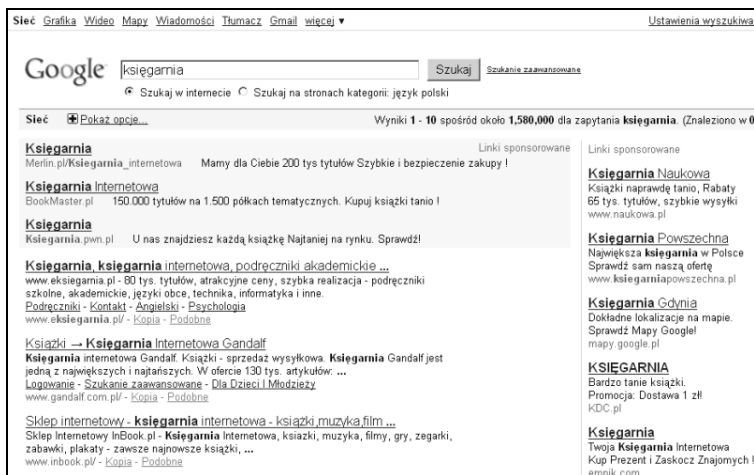 Sieć Grafika Wideo Mapy Wiadomości Tłumacz Gmail więcej ▼
Ustawienia wyszukiwa
Google
księgarnia
Szukaj
Szukanie zaawansowane
Szukaj w internecie Szukaj na stronach kategorii: język polski
Sieć Pokaż opcje...
Wyniki 1 - 10 spośród około 1,580,000 dla zapytania księgarnia. (Znaleziono w 0
Księgarnia
Linki sponsorowane
Merlin.pl/Ksiegarnia_internetowa Mamy dla Ciebie 200 tys tytułów Szybkie i bezpieczenie zakupy !
Księgarnia Internetowa
BookMaster.pl 150.000 tytułów na 1.500 półkach tematycznych. Kupuj książki tanio !
Księgarnia
Ksiegarnia.pwn.pl U nas znajdziesz każdą książkę Najtaniej na rynku. Sprawdź!
Księgarnia, księgarnia internetowa, podręczniki akademickie ...
www.eksiegarnia.pl - 80 tys. tytułów, atrakcyjne ceny, szybka realizacja - podręczniki
szkolne, akademickie, języki obce, technika, informatyka i inne.
Podręczniki - Kontakt - Angielski - Psychologia
www.eksiegarnia.pl/ - Kopia - Podobne
Książki → Księgarnia Internetowa Gandalf
Księgarnia internetowa Gandalf. Książki - sprzedaż wysyłkowa. Księgarnia Gandalf jest
jedną z największych i najtańszych. W ofercie 130 tys. artykułów: ...
Logowanie - Szukanie zaawansowane - Dla Dzieci I Młodzieży
www.gandalf.com.pl/ - Kopia - Podobne
Sklep internetowy - księgarnia internetowa - książki,muzyka,film ...
Sklep Internetowy InBook.pl - Księgarnia Internetowa, ksiazki, muzyka, filmy, gry, zegarki,
zabawki, plakaty - zawsze najnowsze książki, ...
www.inbook.pl/ - Kopia - Podobne
Linki sponsorowane
Księgarnia Naukowa
Książki naprawdę tanio, Rabaty
65 tys. tytułów, szybkie wysyłki
www.naukowa.pl
Księgarnia Powszechna
Największa księgarnia w Polsce
Sprawdź sam naszą ofertę
www.ksiegarniapowszechna.pl
Księgarnia Gdynia
Dokładne lokalizacje na mapie.
Sprawdź Mapy Google!
mapy.google.pl
KSIĘGARNIA
Bardzo tanie książki.
Promocja: Dostawa 1 zł!
KDC.pl
Księgarnia
Twoja Księgarnia Internetowa
Kup Prezent i Zaskocz Znajomych !
empik.com